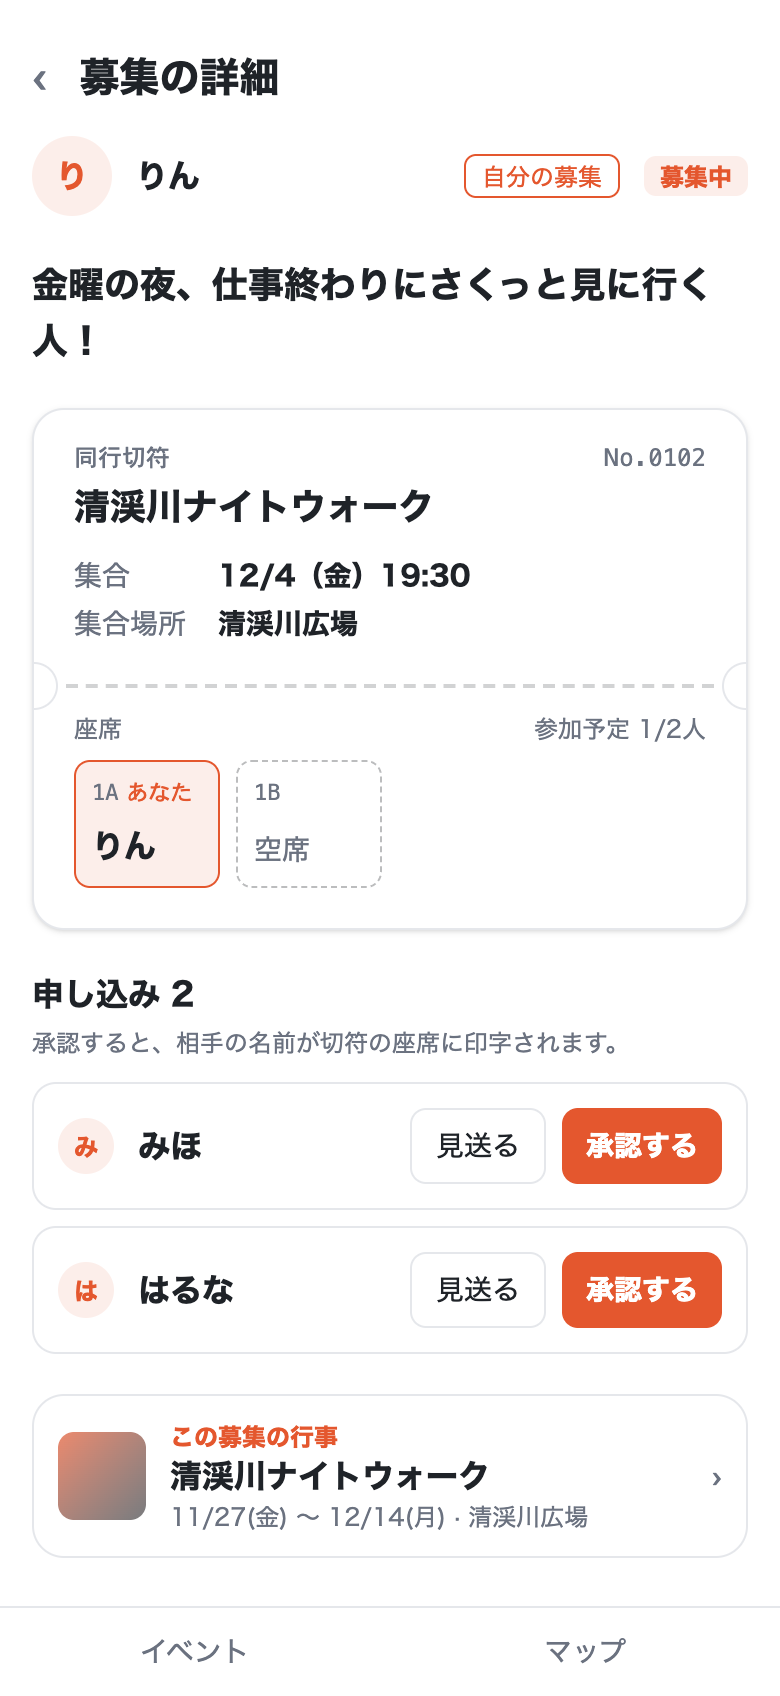 ‹ 募集の詳細
り りん 自分の募集 募集中
金曜の夜、仕事終わりにさくっと見に行く
人！
同行切符 No.0102
清渓川ナイトウォーク
集合 12/4（金）19:30
集合場所 清渓川広場
座席 参加予定 1/2人
1A あなた 1B
りん 空席
申し込み 2
承認すると、相手の名前が切符の座席に印字されます。
み みほ 見送る 承認する
は はるな 見送る 承認する
この募集の行事
清渓川ナイトウォーク ›
11/27(金) 〜 12/14(月) · 清渓川広場
イベント マップ